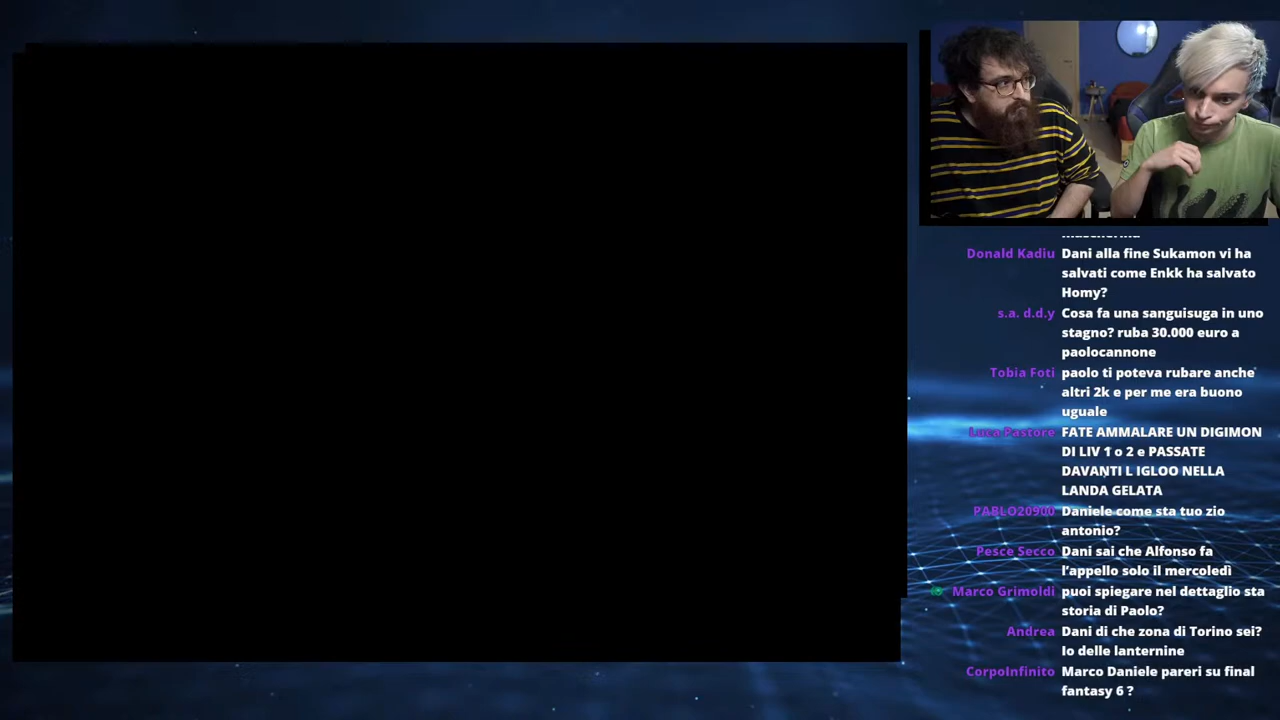 Donald Kadiu Dani alla fine Sukamon vi ha
salvati come Enkk ha salvato
Homy?
s.a. d.d.y Cosa fa una sanguisuga in uno
stagno? ruba 30.000 euro a
paolocannone
Tobia Foti paolo ti poteva rubare anche
altri 2k e per me era buono
uguale
Luca Pastore FATE AMMALARE UN DIGIMON
DI LIV 1 o 2 e PASSATE
DAVANTI L IGLOO NELLA
LANDA GELATA
PABLO20900 Daniele come sta tuo zio
antonio?
Pesce Secco Dani sai che Alfonso fa
l’appello solo il mercoledì
Marco Grimoldi puoi spiegare nel dettaglio sta
storia di Paolo?
Andrea Dani di che zona di Torino sei?
Io delle lanternine
CorpoInfinito Marco Daniele pareri su final
fantasy 6 ?